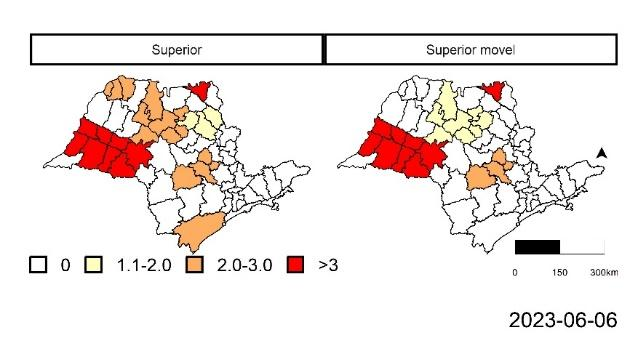 Superior
Superior movel
0 1.1-2.0 2.0-3.0 >3
0 150 300km
2023-06-06